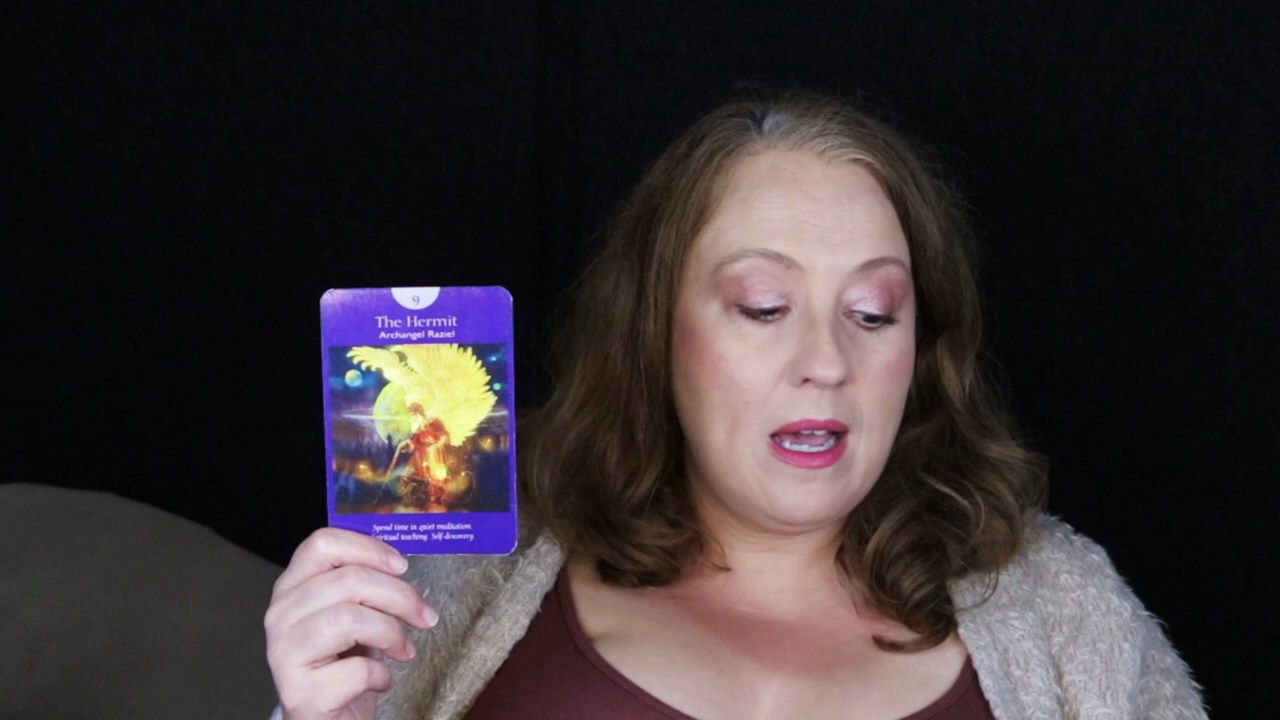 9
The Hermit
Archangel Raziel
Spend time in quiet meditation.
Spiritual teaching. Self-discovery.